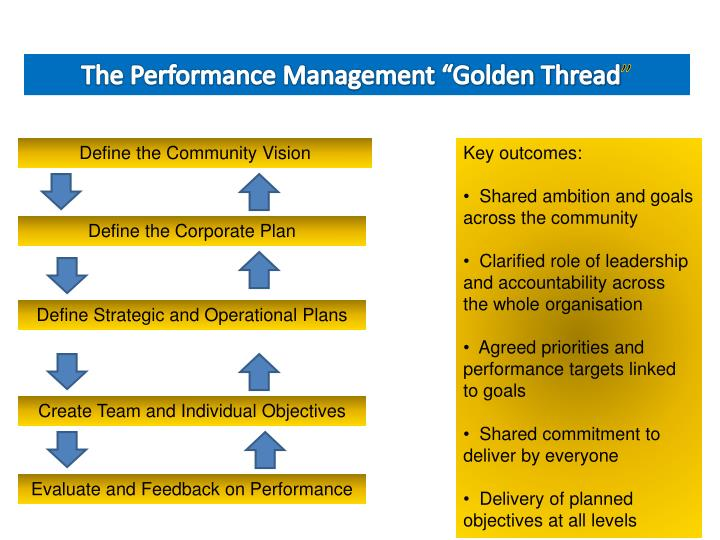 The Performance Management “Golden Thread”
Define the Community Vision
Define the Corporate Plan
Define Strategic and Operational Plans
Create Team and Individual Objectives
Evaluate and Feedback on Performance
Key outcomes:
• Shared ambition and goals
across the community
• Clarified role of leadership
and accountability across
the whole organisation
• Agreed priorities and
performance targets linked
to goals
• Shared commitment to
deliver by everyone
• Delivery of planned
objectives at all levels